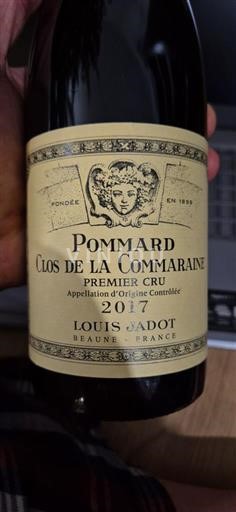 FONDÉE EN 1859
POMMARD
CLOS DE LA COMMARAINE
PREMIER CRU
Appellation d'Origine Contrôlée
2017
LOUIS JADOT
BEAUNE - FRANCE